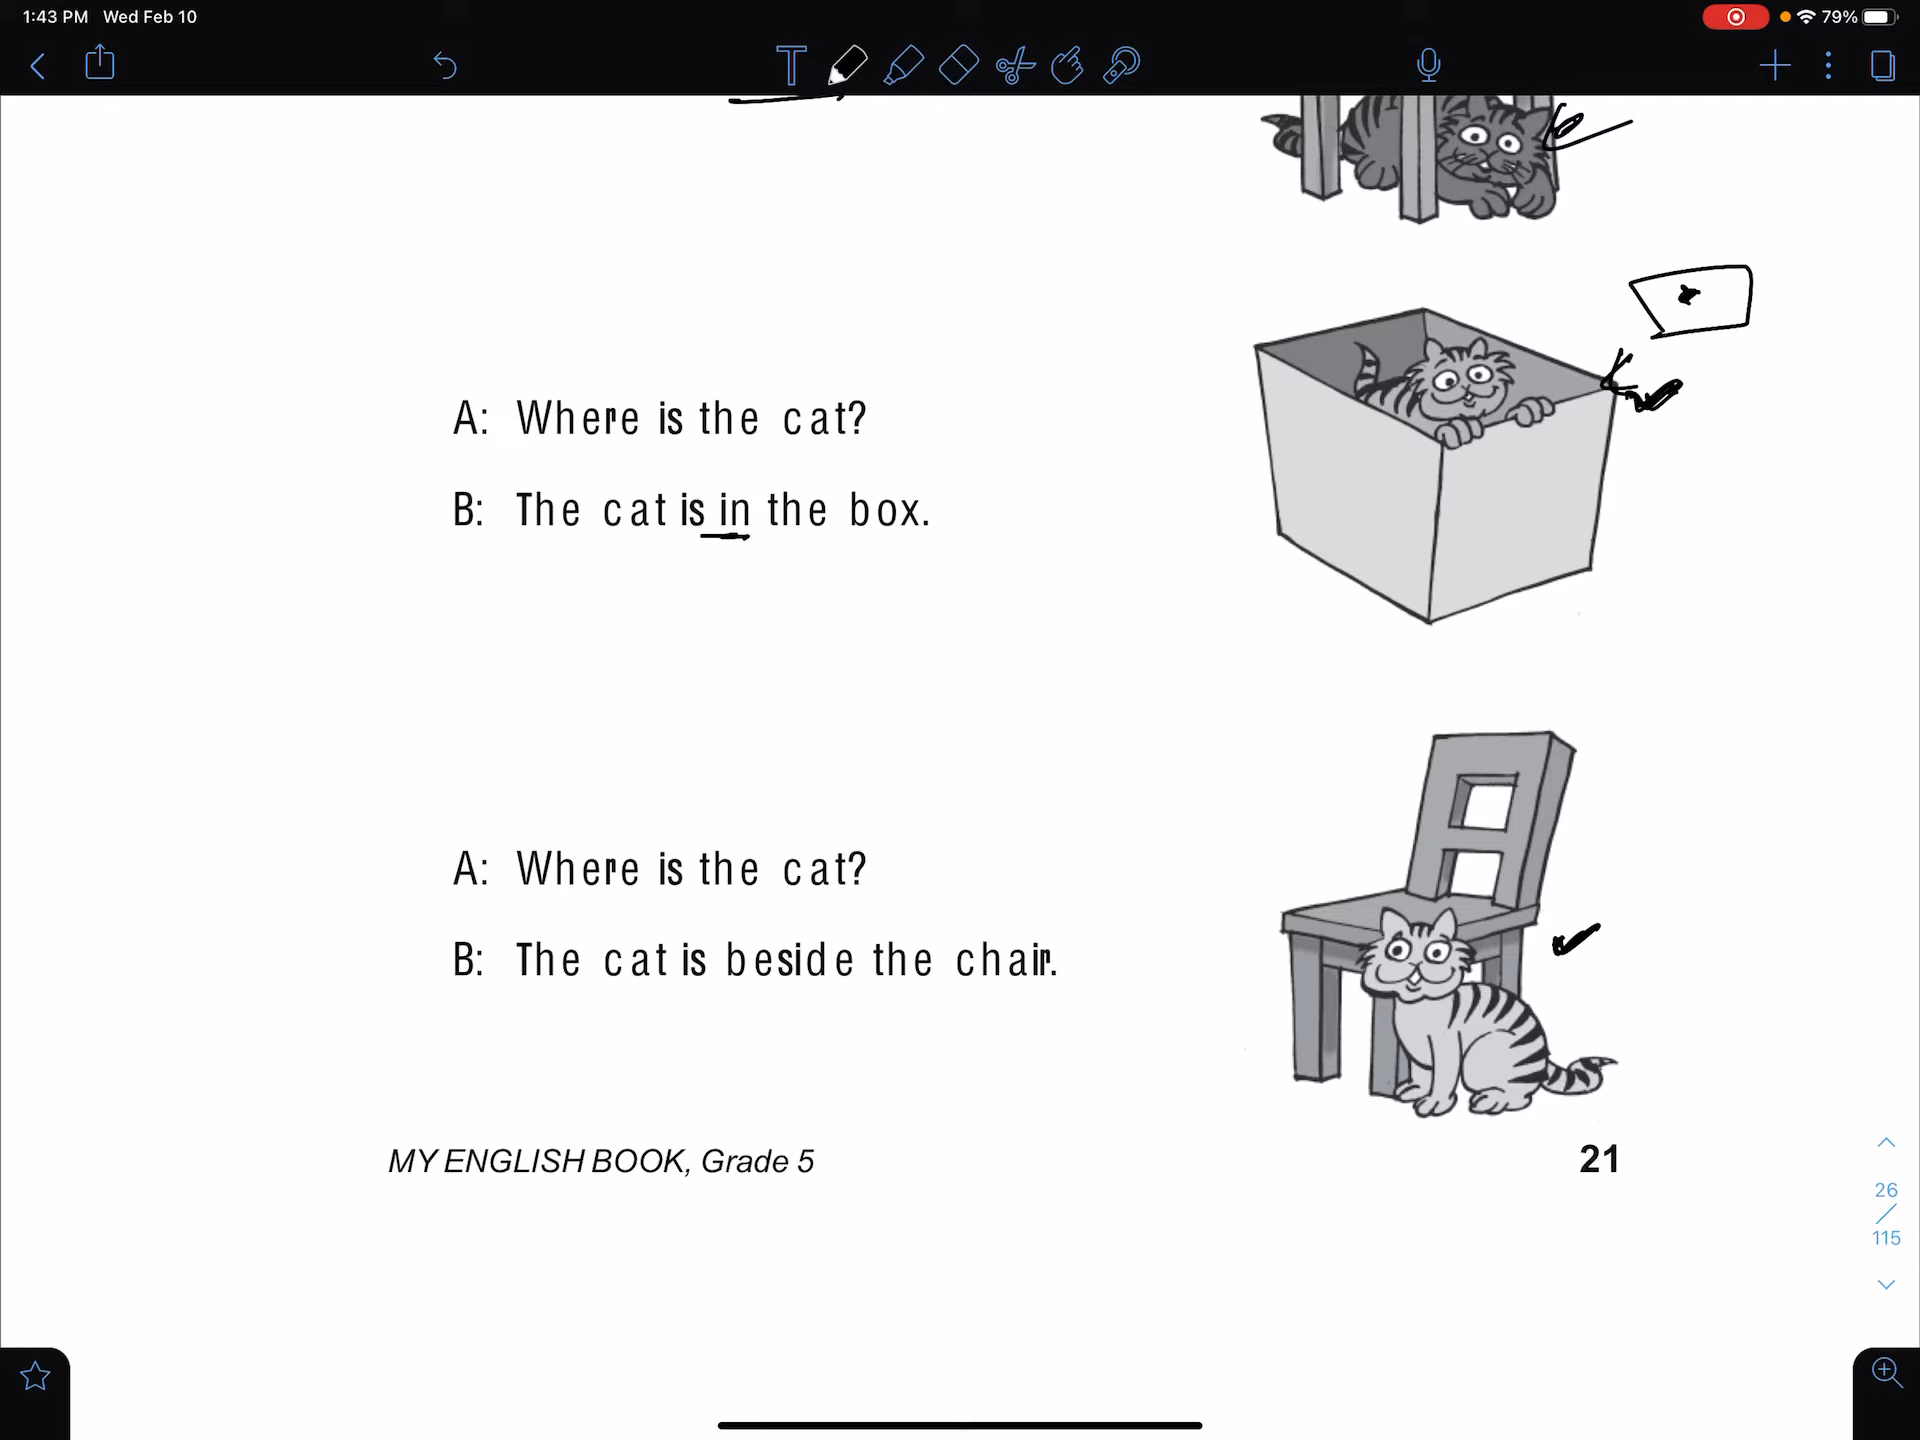 1:43 PM Wed Feb 10
79%
A: Where is the cat?
B: The cat is in the box.
A: Where is the cat?
B: The cat is beside the chair.
MY ENGLISH BOOK, Grade 5
21
26
/
115